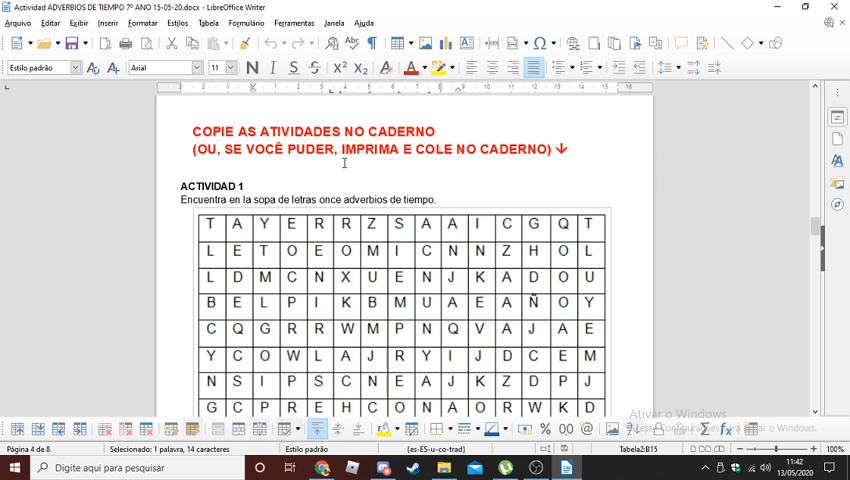 Actividad ADVERBIOS DE TIEMPO 7º ANO 15-05-20.docx - LibreOffice Writer
Arquivo Editar Exibir Inserir Formatar Estilos Tabela Formulário Ferramentas Janela Ajuda
Estilo padrão Arial 11
COPIE AS ATIVIDADES NO CADERNO
(OU, SE VOCÊ PUDER, IMPRIMA E COLE NO CADERNO) ↓
ACTIVIDAD 1
Encuentra en la sopa de letras once adverbios de tiempo.
T A Y E R R Z S A A I C G Q T
L E T O E O M I C N N Z H O L
L D M C N X U E N J K A D O U
B E L P I K B M U A E A Ñ O Y
C Q G R R W M P N Q V A J A E
Y C O W L A J R Y I J D C E M
N S I P S C N E A J K Z D P J
G C P R E H C O N A O R W K D
Ativar o Windows
Página 4 de 8 Selecionado: 1 palavra, 14 caracteres Estilo padrão (es-ES-u-co-trad) Tabela2:B15 100%
Digite aqui para pesquisar
11:42
13/05/2020